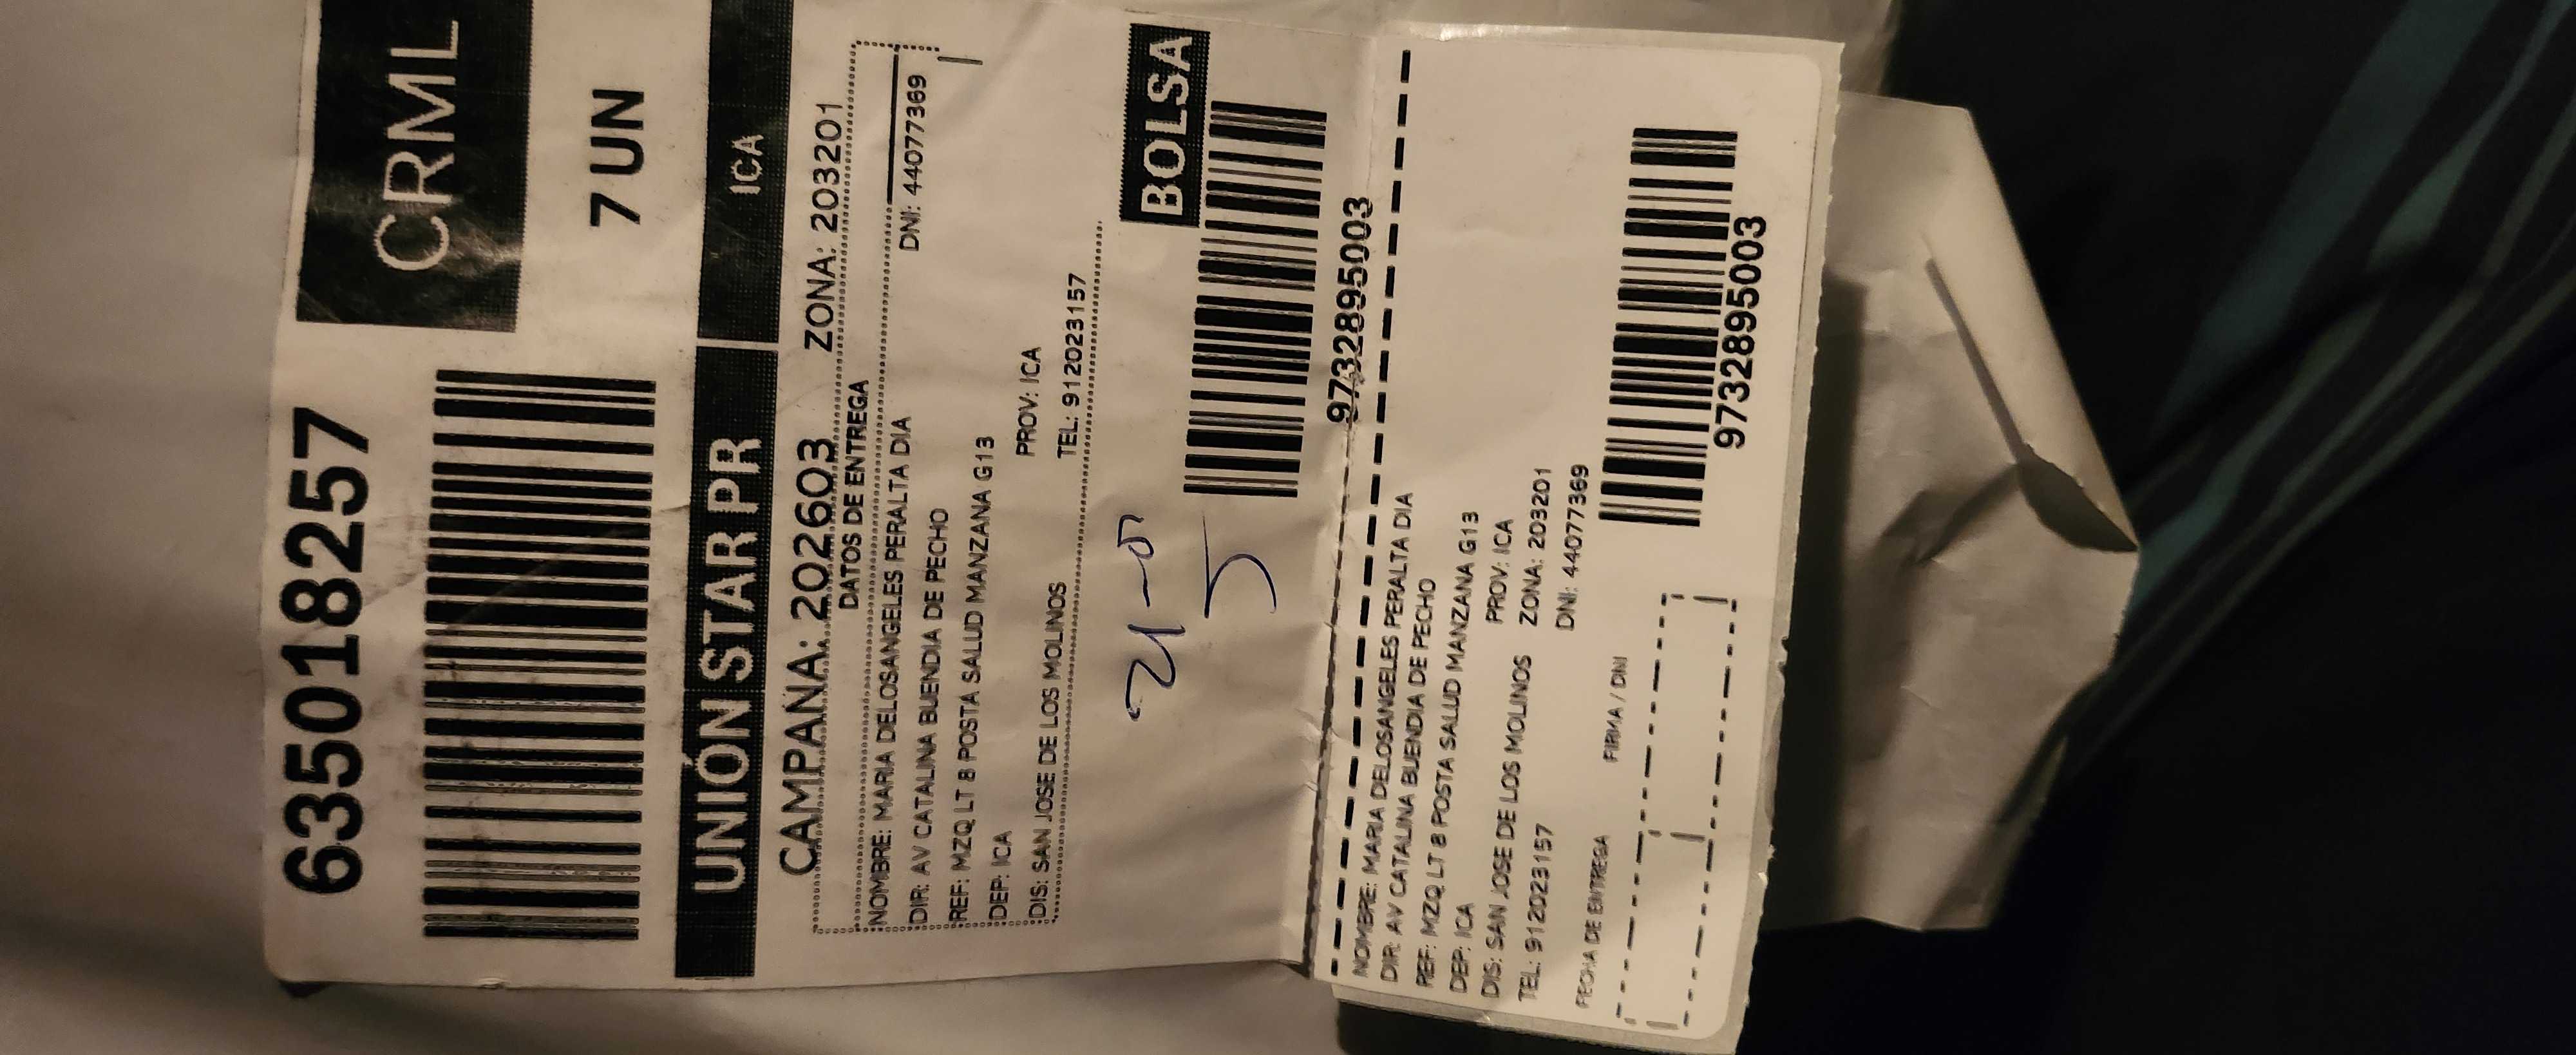 635018257
CRML
7 UN
UNIÓN STAR PR ICA
CAMPAÑA: 202603 ZONA: 203201
DATOS DE ENTREGA
NOMBRE: MARIA DELOSANGELES PERALTA DIA DNI: 44077369
DIR: AV CATALINA BUENDIA DE PECHO
REF: MZQ LT 8 POSTA SALUD MANZANA G13
DEP: ICA PROV: ICA
DIS: SAN JOSE DE LOS MOLINOS TEL: 912023157
BOLSA
5
9732895003
NOMBRE: MARIA DELOSANGELES PERALTA DIA
DIR: AV CATALINA BUENDIA DE PECHO
REF: MZQ LT 8 POSTA SALUD MANZANA G13
DEP: ICA PROV: ICA
DIS: SAN JOSE DE LOS MOLINOS ZONA: 203201
TEL: 912023157 DNI: 44077369
FECHA DE ENTREGA FIRMA / DNI
9732895003